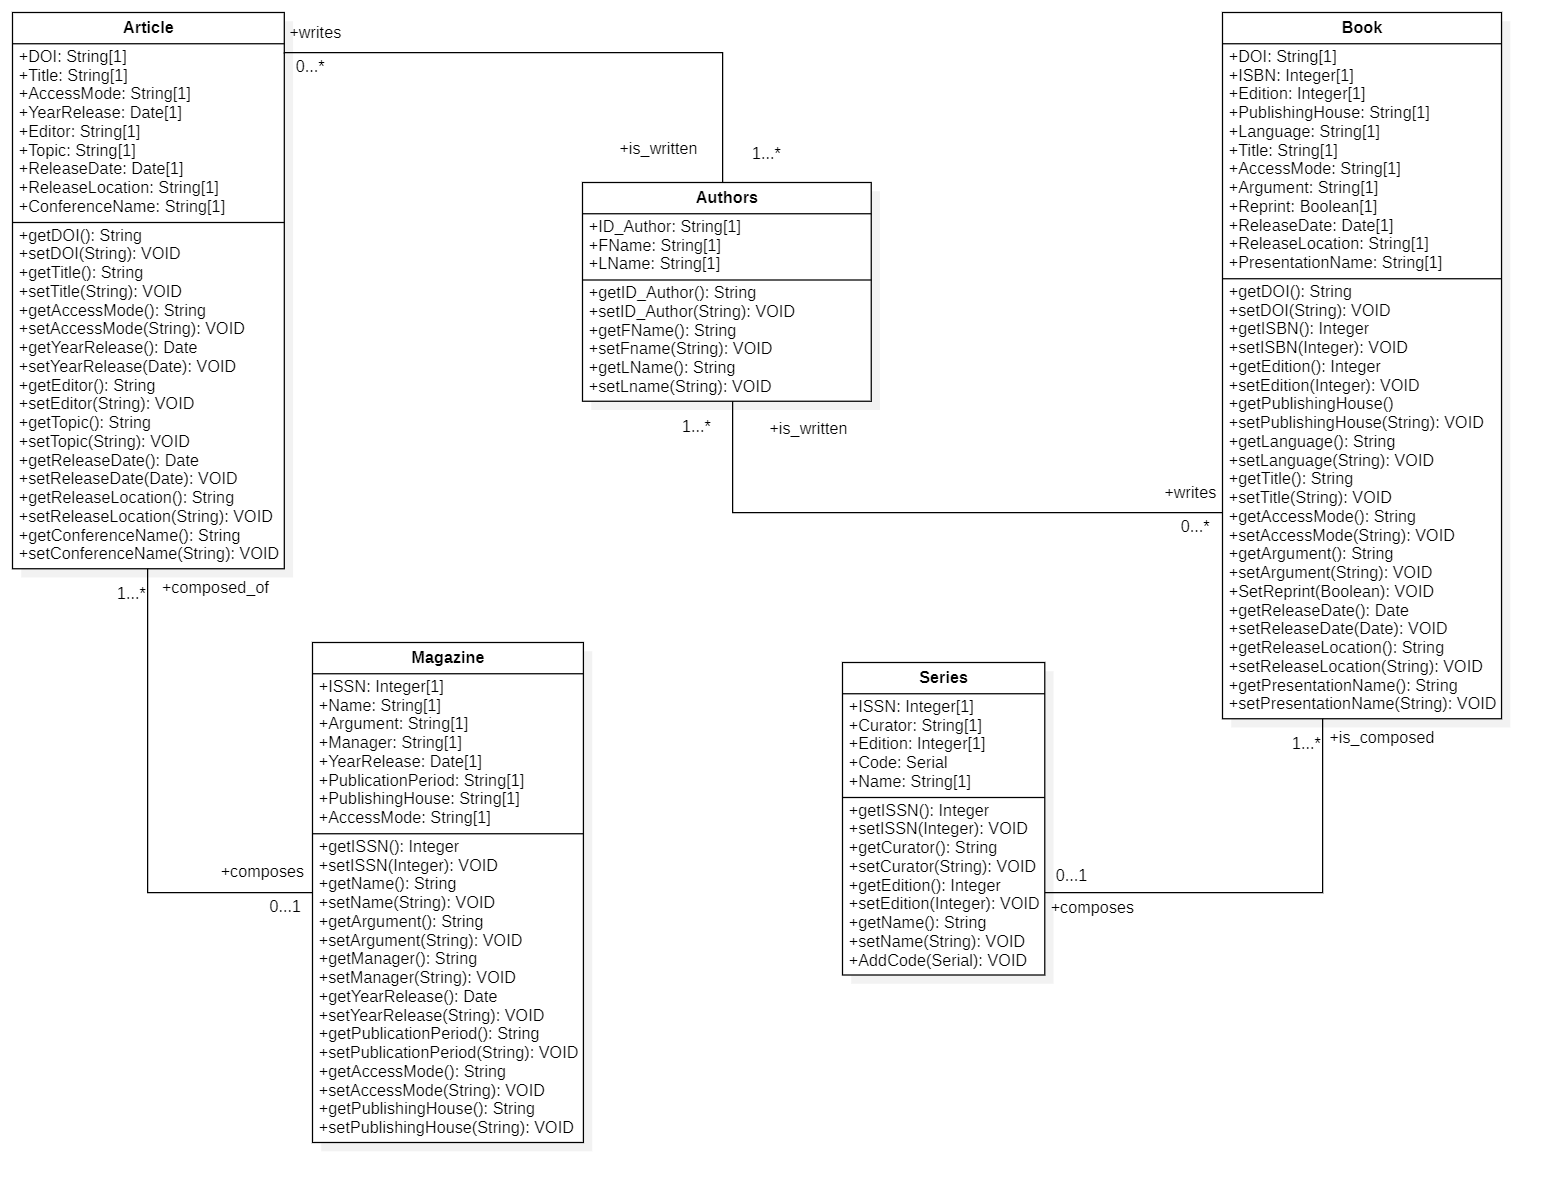 Article
+DOI: String[1]
+Title: String[1]
+AccessMode: String[1]
+YearRelease: Date[1]
+Editor: String[1]
+Topic: String[1]
+ReleaseDate: Date[1]
+ReleaseLocation: String[1]
+ConferenceName: String[1]
+getDOI(): String
+setDOI(String): VOID
+getTitle(): String
+setTitle(String): VOID
+getAccessMode(): String
+setAccessMode(String): VOID
+getYearRelease(): Date
+setYearRelease(Date): VOID
+getEditor(): String
+setEditor(String): VOID
+getTopic(): String
+setTopic(String): VOID
+getReleaseDate(): Date
+setReleaseDate(Date): VOID
+getReleaseLocation(): String
+setReleaseLocation(String): VOID
+getConferenceName(): String
+setConferenceName(String): VOID
+writes
0...*
+is_written
1...*
Authors
+ID_Author: String[1]
+FName: String[1]
+LName: String[1]
+getID_Author(): String
+setID_Author(String): VOID
+getFName(): String
+setFname(String): VOID
+getLName(): String
+setLname(String): VOID
1...*
+is_written
+writes
0...*
Book
+DOI: String[1]
+ISBN: Integer[1]
+Edition: Integer[1]
+PublishingHouse: String[1]
+Language: String[1]
+Title: String[1]
+AccessMode: String[1]
+Argument: String[1]
+Reprint: Boolean[1]
+ReleaseDate: Date[1]
+ReleaseLocation: String[1]
+PresentationName: String[1]
+getDOI(): String
+setDOI(String): VOID
+getISBN(): Integer
+setISBN(Integer): VOID
+getEdition(): Integer
+setEdition(Integer): VOID
+getPublishingHouse()
+setPublishingHouse(String): VOID
+getLanguage(): String
+setLanguage(String): VOID
+getTitle(): String
+setTitle(String): VOID
+getAccessMode(): String
+setAccessMode(String): VOID
+getArgument(): String
+setArgument(String): VOID
+SetReprint(Boolean): VOID
+getReleaseDate(): Date
+setReleaseDate(Date): VOID
+getReleaseLocation(): String
+setReleaseLocation(String): VOID
+getPresentationName(): String
+setPresentationName(String): VOID
1...*
+composed_of
+composes
0...1
Magazine
+ISSN: Integer[1]
+Name: String[1]
+Argument: String[1]
+Manager: String[1]
+YearRelease: Date[1]
+PublicationPeriod: String[1]
+PublishingHouse: String[1]
+AccessMode: String[1]
+getISSN(): Integer
+setISSN(Integer): VOID
+getName(): String
+setName(String): VOID
+getArgument(): String
+setArgument(String): VOID
+getManager(): String
+setManager(String): VOID
+getYearRelease(): Date
+setYearRelease(String): VOID
+getPublicationPeriod(): String
+setPublicationPeriod(String): VOID
+getAccessMode(): String
+setAccessMode(String): VOID
+getPublishingHouse(): String
+setPublishingHouse(String): VOID
Series
+ISSN: Integer[1]
+Curator: String[1]
+Edition: Integer[1]
+Code: Serial
+Name: String[1]
+getISSN(): Integer
+setISSN(Integer): VOID
+getCurator(): String
+setCurator(String): VOID
+getEdition(): Integer
+setEdition(Integer): VOID
+getName(): String
+setName(String): VOID
+AddCode(Serial): VOID
1...*
+is_composed
0...1
+composes